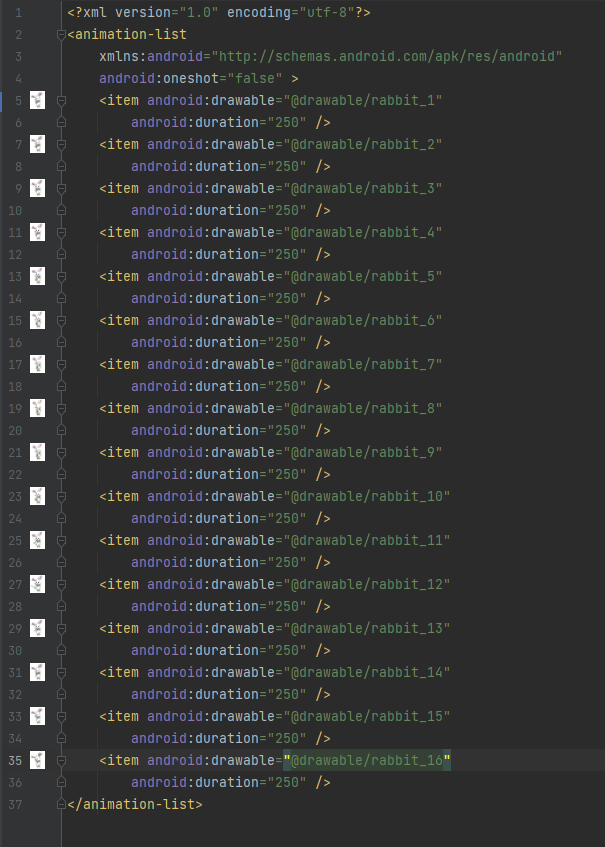 1 <?xml version="1.0" encoding="utf-8"?>
2 <animation-list
3 xmlns:android="http://schemas.android.com/apk/res/android"
4 android:oneshot="false" >
5 <item android:drawable="@drawable/rabbit_1"
6 android:duration="250" />
7 <item android:drawable="@drawable/rabbit_2"
8 android:duration="250" />
9 <item android:drawable="@drawable/rabbit_3"
10 android:duration="250" />
11 <item android:drawable="@drawable/rabbit_4"
12 android:duration="250" />
13 <item android:drawable="@drawable/rabbit_5"
14 android:duration="250" />
15 <item android:drawable="@drawable/rabbit_6"
16 android:duration="250" />
17 <item android:drawable="@drawable/rabbit_7"
18 android:duration="250" />
19 <item android:drawable="@drawable/rabbit_8"
20 android:duration="250" />
21 <item android:drawable="@drawable/rabbit_9"
22 android:duration="250" />
23 <item android:drawable="@drawable/rabbit_10"
24 android:duration="250" />
25 <item android:drawable="@drawable/rabbit_11"
26 android:duration="250" />
27 <item android:drawable="@drawable/rabbit_12"
28 android:duration="250" />
29 <item android:drawable="@drawable/rabbit_13"
30 android:duration="250" />
31 <item android:drawable="@drawable/rabbit_14"
32 android:duration="250" />
33 <item android:drawable="@drawable/rabbit_15"
34 android:duration="250" />
35 <item android:drawable="@drawable/rabbit_16"
36 android:duration="250" />
37 </animation-list>